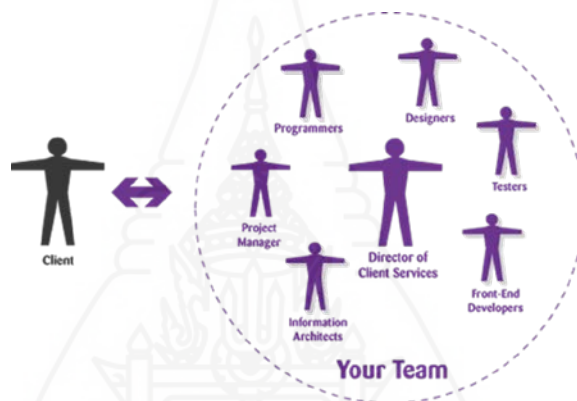 Programmers
Designers
Testers
Client
Project
Manager
Director of
Client Services
Front-End
Developers
Information
Architects
Your Team